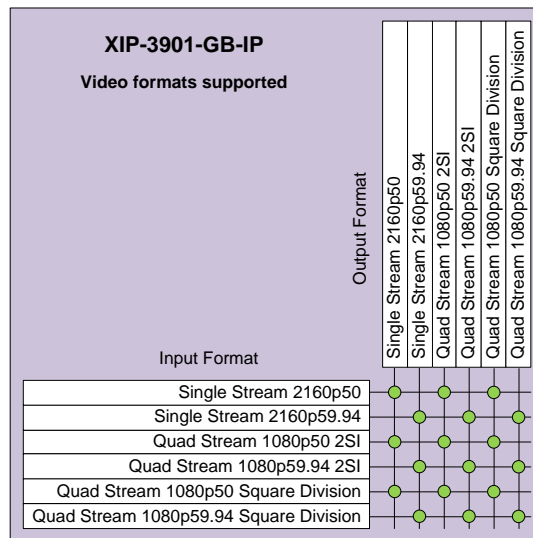 XIP-3901-GB-IP
Video formats supported
Output Format
Single Stream 2160p50
Single Stream 2160p59.94
Quad Stream 1080p50 2SI
Quad Stream 1080p59.94 2SI
Quad Stream 1080p50 Square Division
Quad Stream 1080p59.94 Square Division
Input Format
Single Stream 2160p50
Single Stream 2160p59.94
Quad Stream 1080p50 2SI
Quad Stream 1080p59.94 2SI
Quad Stream 1080p50 Square Division
Quad Stream 1080p59.94 Square Division